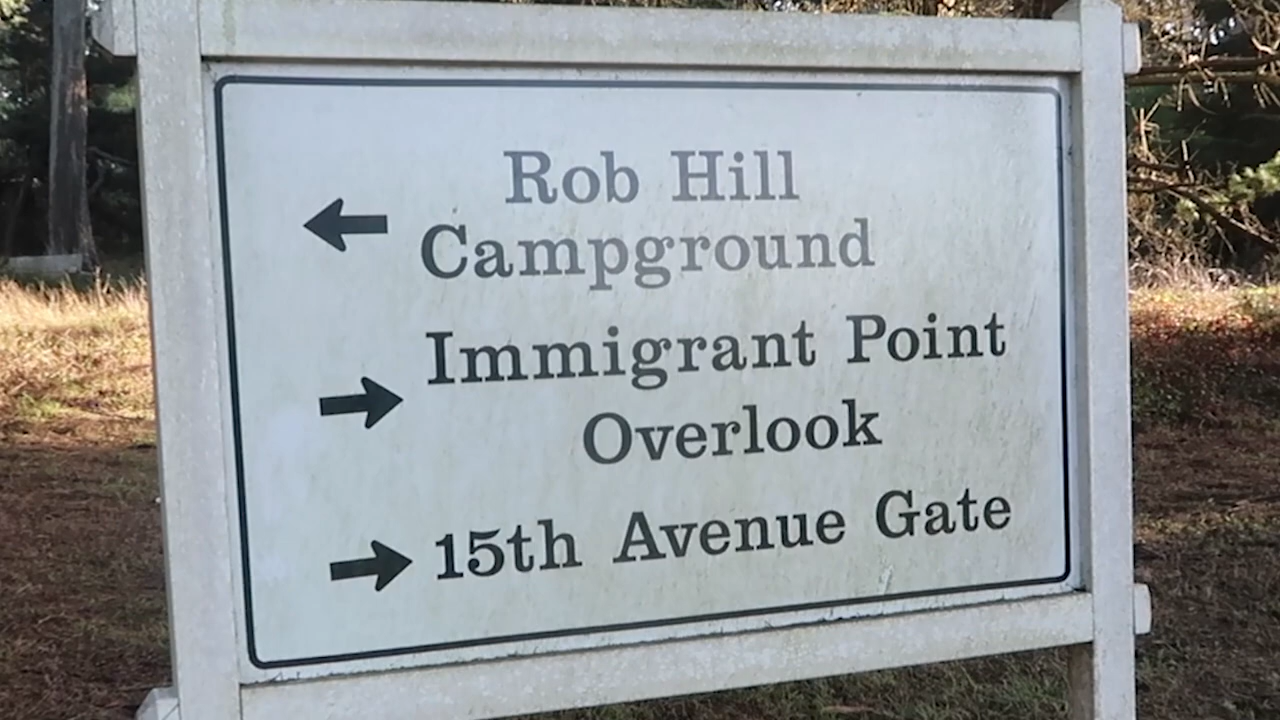 Rob Hill
Campground
Immigrant Point
Overlook
15th Avenue Gate